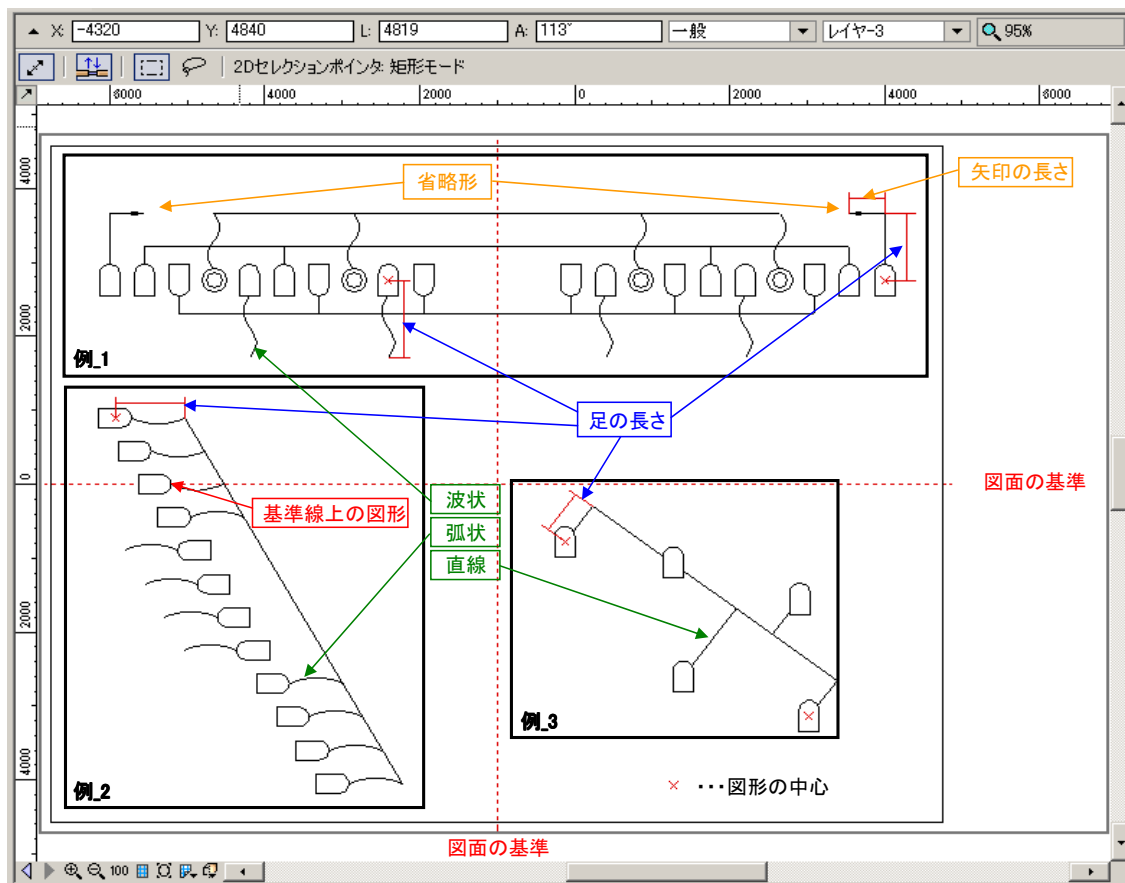 X: -4320 Y: 4840 L: 4819 A: 113° 一般 レイヤ-3 95%
2Dセレクションポインタ: 矩形モード
6000 4000 2000 0 2000 4000 6000
4000
2000
0
2000
4000
省略形
矢印の長さ
例_1
足の長さ
図面の基準
基準線上の図形
波状
弧状
直線
例_2
例_3
× ・・・図形の中心
図面の基準
100